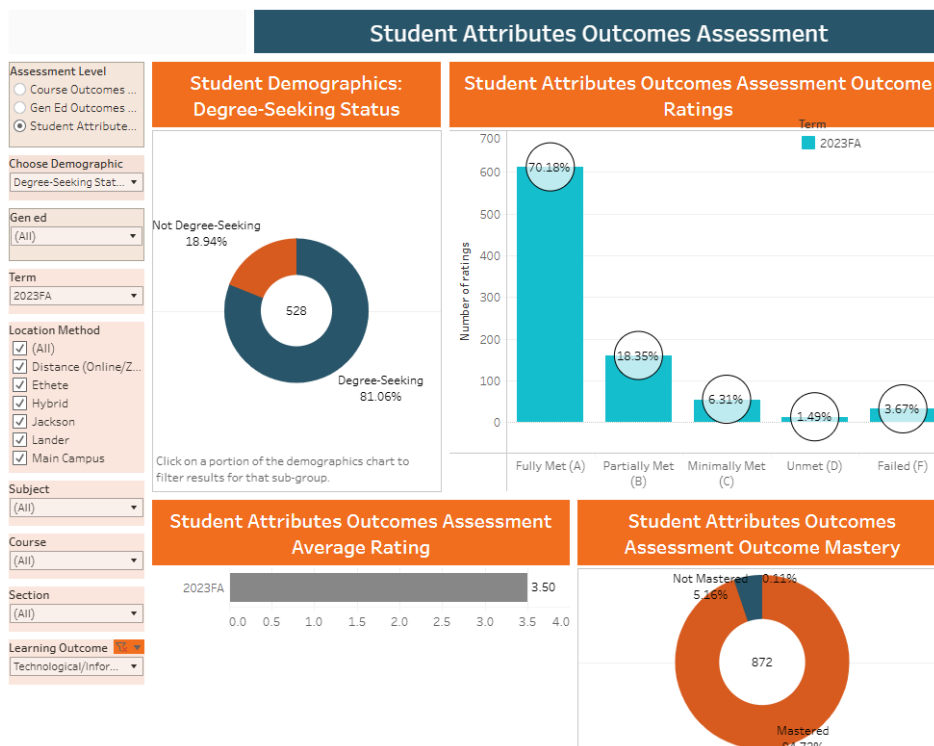 Student Attributes Outcomes Assessment
Assessment Level
Course Outcomes ...
Gen Ed Outcomes ...
Student Attribute...
Choose Demographic
Degree-Seeking Stat...
Gen ed
(All)
Term
2023FA
Location Method
(All)
Distance (Online/Z...
Ethete
Hybrid
Jackson
Lander
Main Campus
Subject
(All)
Course
(All)
Section
(All)
Learning Outcome
Technological/Infor...
Student Demographics:
Degree-Seeking Status
Not Degree-Seeking
18.94%
528
Degree-Seeking
81.06%
Click on a portion of the demographics chart to
filter results for that sub-group.
Student Attributes Outcomes Assessment Outcome
Ratings
Term
2023FA
Number of ratings
700
600
500
400
300
200
100
0
70.18%
18.35%
6.31%
1.49%
3.67%
Fully Met (A)
Partially Met
(B)
Minimally Met
(C)
Unmet (D)
Failed (F)
Student Attributes Outcomes Assessment
Average Rating
2023FA
3.50
0.0 0.5 1.0 1.5 2.0 2.5 3.0 3.5 4.0
Student Attributes Outcomes
Assessment Outcome Mastery
Not Mastered 0.11%
5.16%
872
Mastered